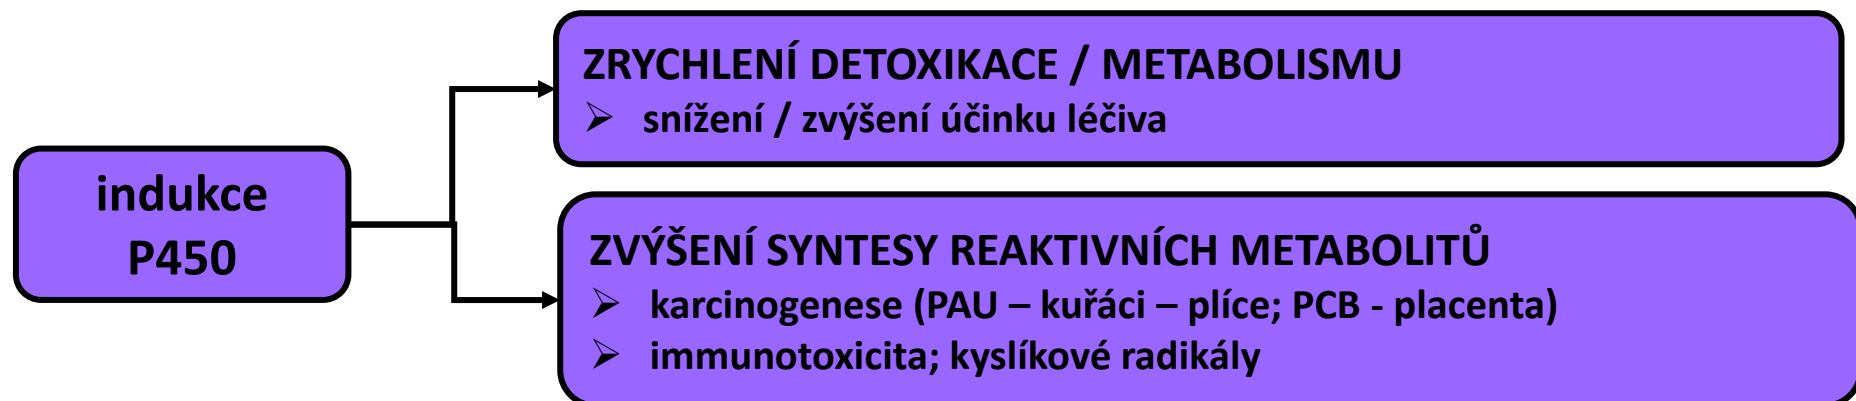 indukce
P450
ZRYCHLENÍ DETOXIKACE / METABOLISMU
➢ snížení / zvýšení účinku léčiva
ZVÝŠENÍ SYNTESY REAKTIVNÍCH METABOLITŮ
➢ karcinogenese (PAU – kuřáci – plíce; PCB - placenta)
➢ immunotoxicita; kyslíkové radikály